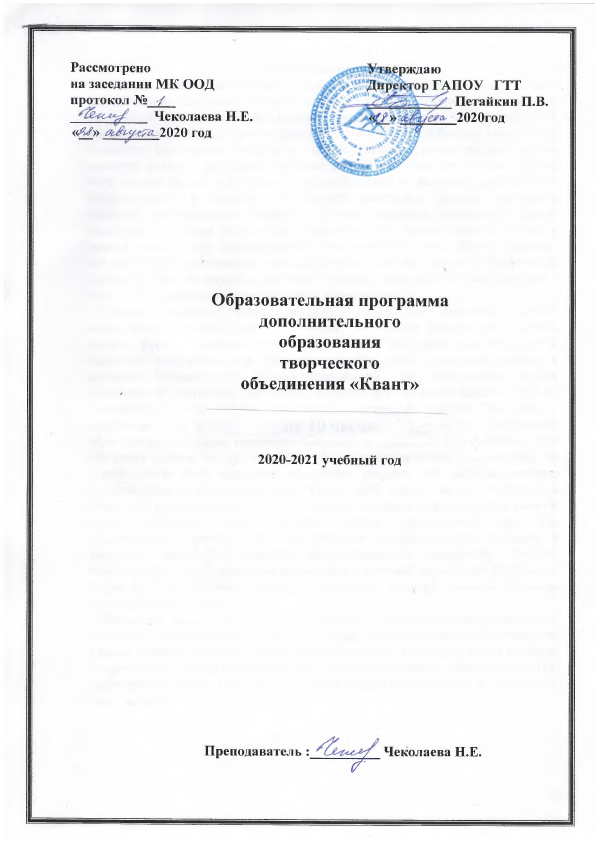 Рассмотрено
на заседании МК ООД
протокол № 1
Чеколаева Н.Е.
«28» августа 2020 год
Утверждаю
Директор ГАПОУ ГТТ
Петайкин П.В.
«28» августа 2020год
Образовательная программа
дополнительного
образования
творческого
объединения «Квант»
2020-2021 учебный год
Преподаватель : Чеколаева Н.Е.